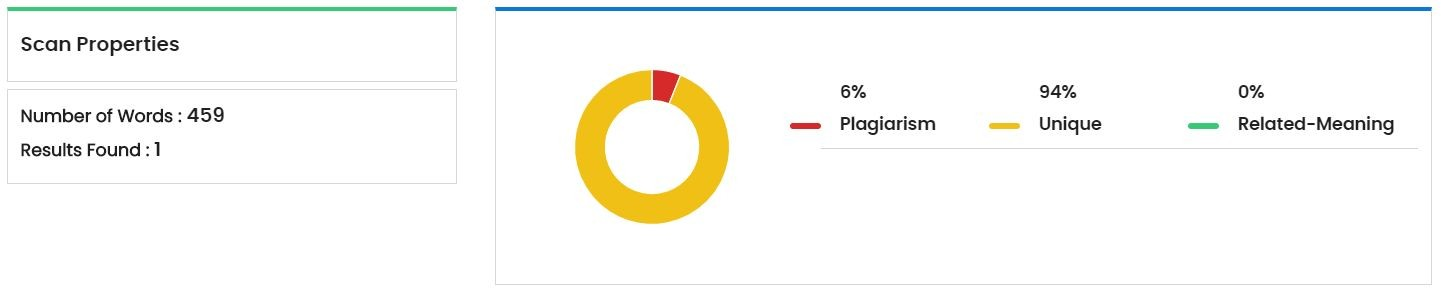 Scan Properties
Number of Words : 459
Results Found : 1
6%
94%
0%
Plagiarism
Unique
Related-Meaning